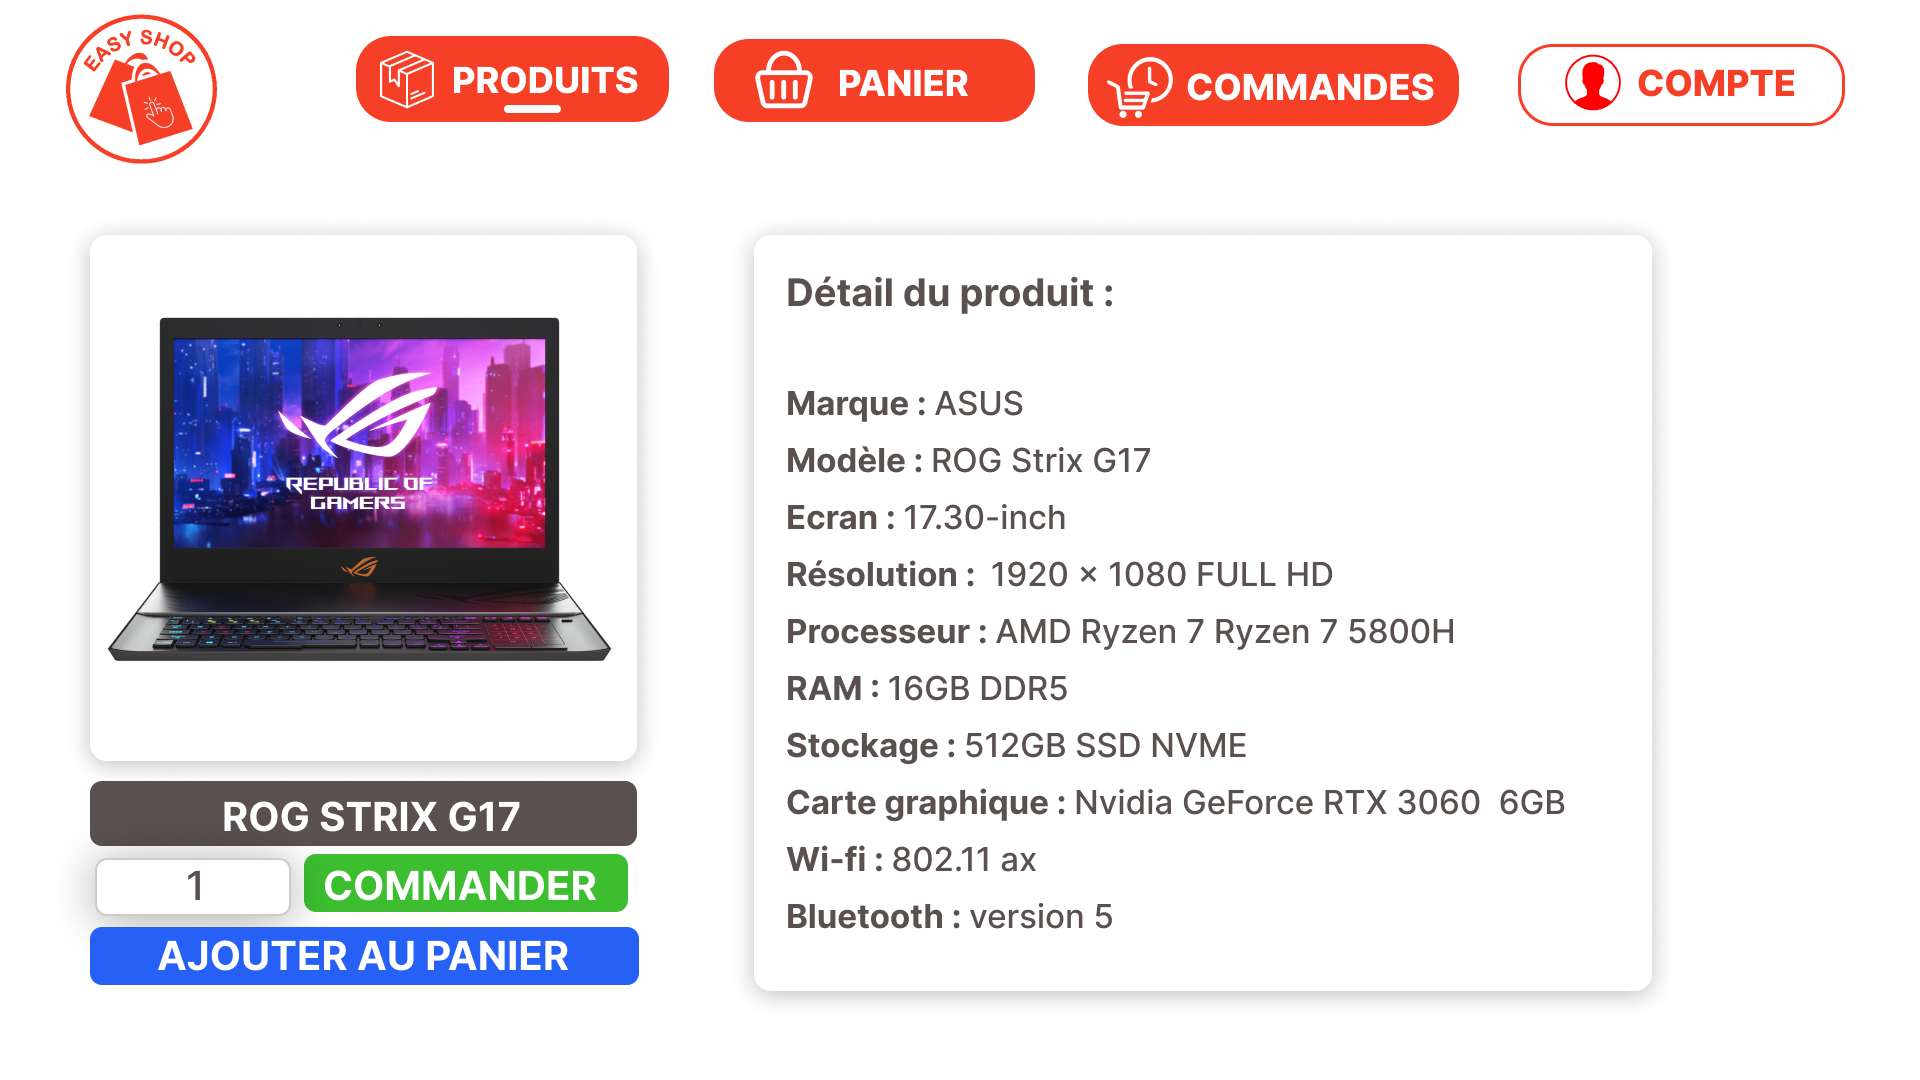 EASY SHOP
PRODUITS
PANIER
COMMANDES
COMPTE
REPUBLIC OF
GAMERS
ROG STRIX G17
1
COMMANDER
AJOUTER AU PANIER
Détail du produit :
Marque : ASUS
Modèle : ROG Strix G17
Ecran : 17.30-inch
Résolution :  1920 × 1080 FULL HD
Processeur : AMD Ryzen 7 Ryzen 7 5800H
RAM : 16GB DDR5
Stockage : 512GB SSD NVME
Carte graphique : Nvidia GeForce RTX 3060  6GB
Wi-fi : 802.11 ax
Bluetooth : version 5